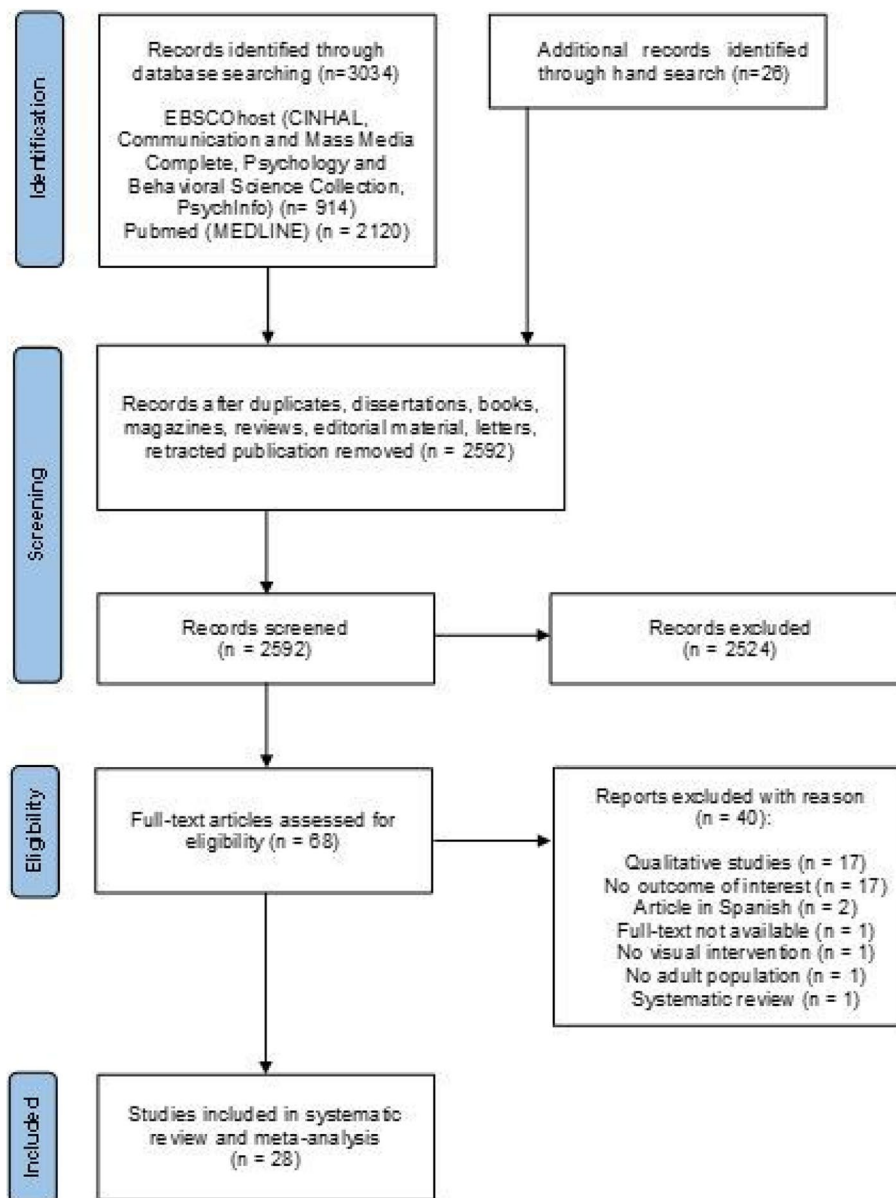 Identification
Records identified through
database searching (n=3034)
EBSCOhost (CINHAL,
Communication and Mass Media
Complete, Psychology and
Behavioral Science Collection,
PsychInfo) (n= 914)
Pubmed (MEDLINE) (n = 2120)
Additional records identified
through hand search (n=26)
Screening
Records after duplicates, dissertations, books,
magazines, reviews, editorial material, letters,
retracted publication removed (n = 2592)
Records screened
(n = 2592)
Records excluded
(n = 2524)
Eligibility
Full-text articles assessed for
eligibility (n = 68)
Reports excluded with reason
(n = 40):
Qualitative studies (n = 17)
No outcome of interest (n = 17)
Article in Spanish (n = 2)
Full-text not available (n = 1)
No visual intervention (n = 1)
No adult population (n = 1)
Systematic review (n = 1)
Included
Studies included in systematic
review and meta-analysis
(n = 28)